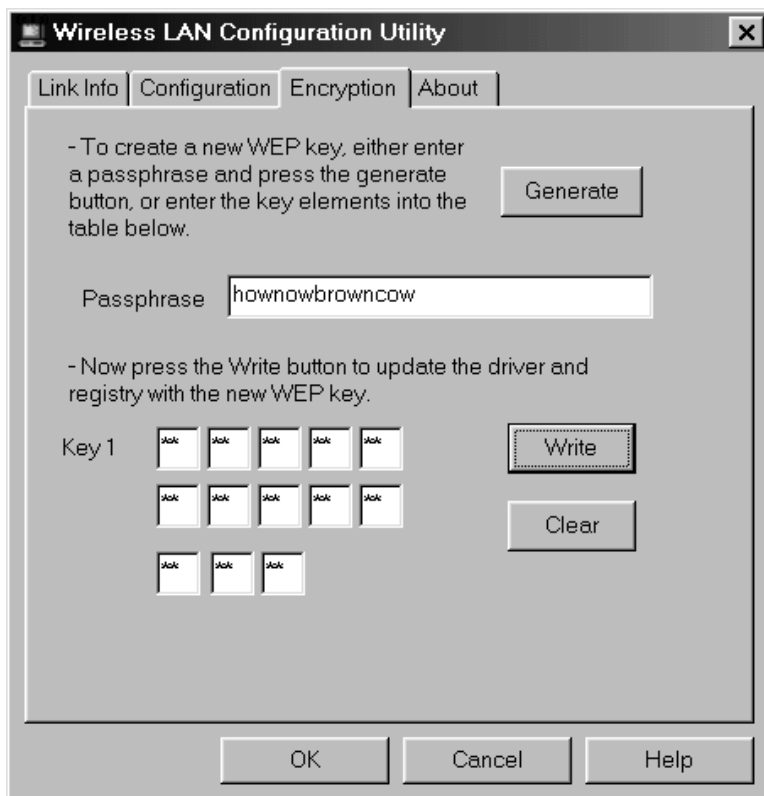 Wireless LAN Configuration Utility
Link Info Configuration Encryption About
- To create a new WEP key, either enter
a passphrase and press the generate
button, or enter the key elements into the
table below.
Generate
Passphrase hownowbrowncow
- Now press the Write button to update the driver and
registry with the new WEP key.
Key 1 ** ** ** ** ** Write
** ** ** ** ** Clear
** ** **
OK Cancel Help